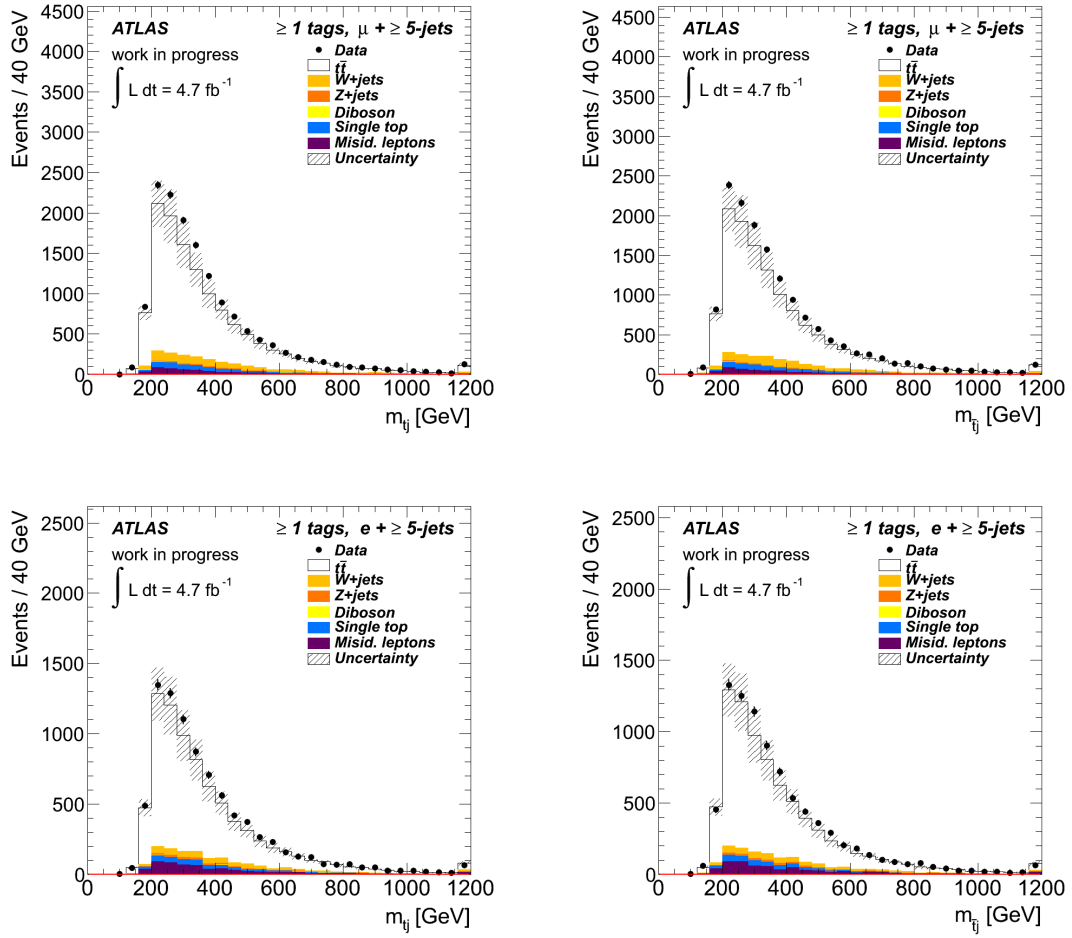 ATLAS ≥ 1 tags, μ + ≥ 5-jets
work in progress
∫ L dt = 4.7 fb⁻¹
Data
tt̄
W+jets
Z+jets
Diboson
Single top
Misid. leptons
Uncertainty
Events / 40 GeV
4500
4000
3500
3000
2500
2000
1500
1000
500
0
0 200 400 600 800 1000 1200
m_tj [GeV]
ATLAS ≥ 1 tags, μ + ≥ 5-jets
work in progress
∫ L dt = 4.7 fb⁻¹
Data
tt̄
W+jets
Z+jets
Diboson
Single top
Misid. leptons
Uncertainty
Events / 40 GeV
4500
4000
3500
3000
2500
2000
1500
1000
500
0
0 200 400 600 800 1000 1200
m_t̄j [GeV]
ATLAS ≥ 1 tags, e + ≥ 5-jets
work in progress
∫ L dt = 4.7 fb⁻¹
Data
tt̄
W+jets
Z+jets
Diboson
Single top
Misid. leptons
Uncertainty
Events / 40 GeV
2500
2000
1500
1000
500
0
0 200 400 600 800 1000 1200
m_tj [GeV]
ATLAS ≥ 1 tags, e + ≥ 5-jets
work in progress
∫ L dt = 4.7 fb⁻¹
Data
tt̄
W+jets
Z+jets
Diboson
Single top
Misid. leptons
Uncertainty
Events / 40 GeV
2500
2000
1500
1000
500
0
0 200 400 600 800 1000 1200
m_t̄j [GeV]